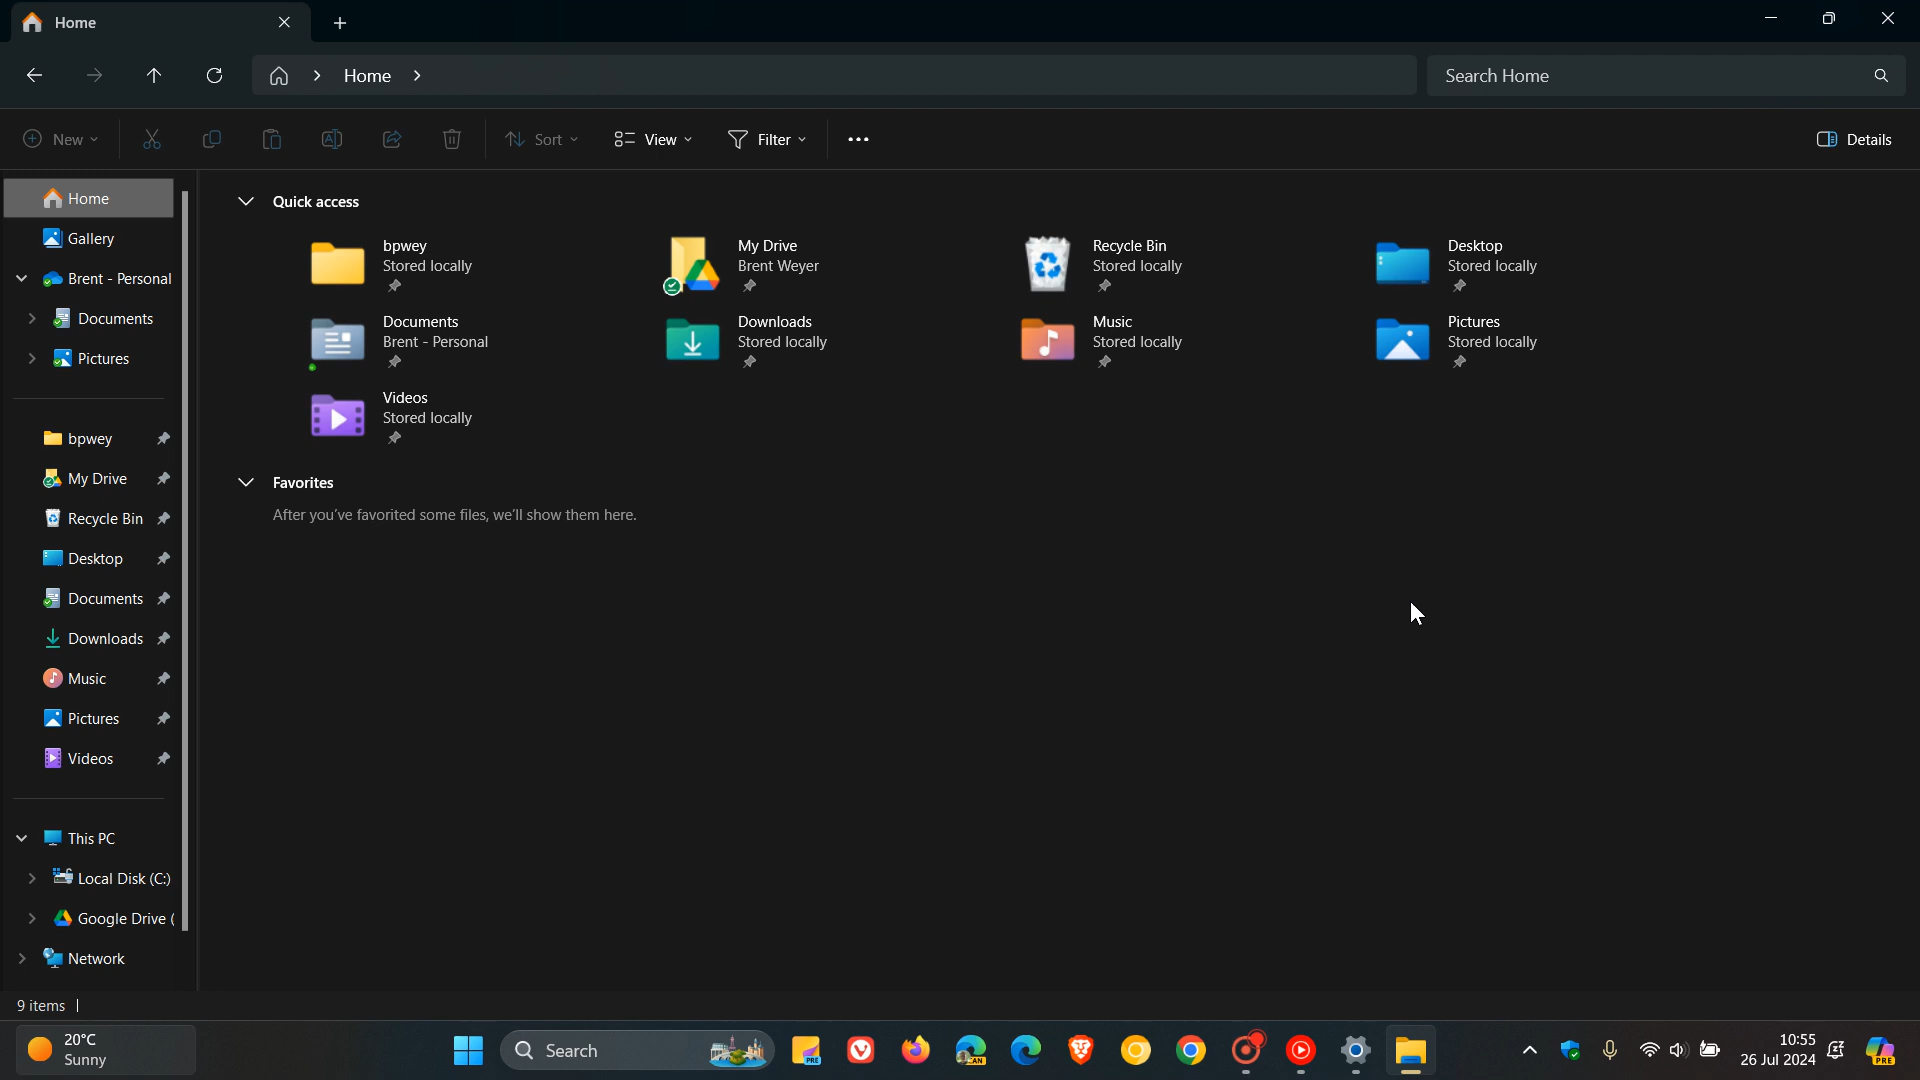 Home
Home
Search Home
New
Sort
View
Filter
Details
Home
Gallery
Brent - Personal
Documents
Pictures
bpwey
My Drive
Recycle Bin
Desktop
Documents
Downloads
Music
Pictures
Videos
This PC
Local Disk (C:)
Google Drive (
Network
Quick access
bpwey
Stored locally
My Drive
Brent Weyer
Recycle Bin
Stored locally
Desktop
Stored locally
Documents
Brent - Personal
Downloads
Stored locally
Music
Stored locally
Pictures
Stored locally
Videos
Stored locally
Favorites
After you've favorited some files, we'll show them here.
9 items
20°C
Sunny
Search
PRE
CAN
10:55
26 Jul 2024
PRE